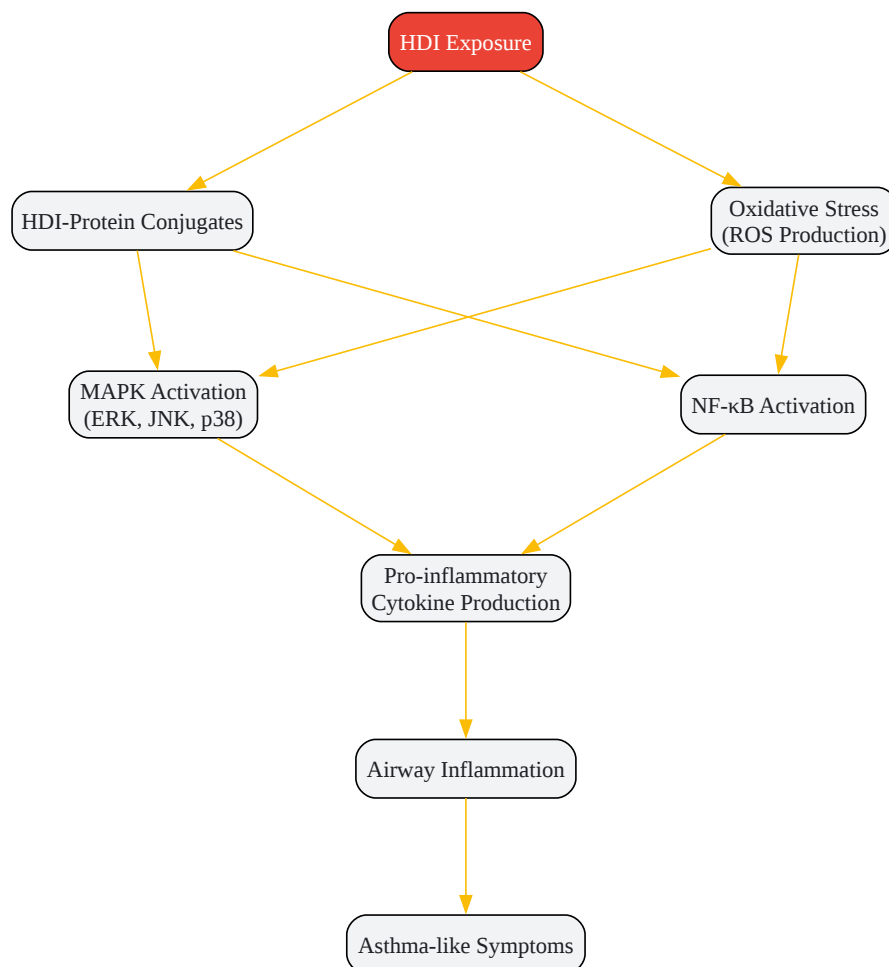 HDI Exposure
HDI-Protein Conjugates
Oxidative Stress
(ROS Production)
MAPK Activation
(ERK, JNK, p38)
NF-κB Activation
Pro-inflammatory
Cytokine Production
Airway Inflammation
Asthma-like Symptoms